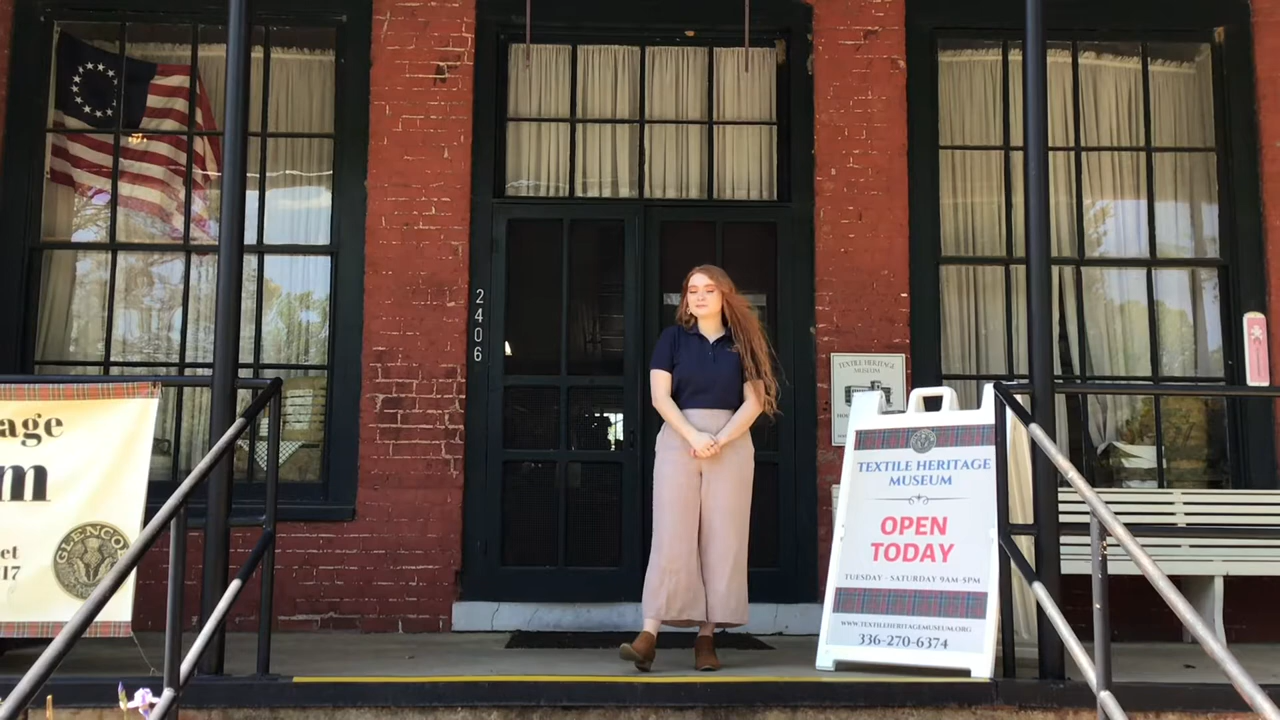 age
m
et
17
GLENCOE
2406
TEXTILE HERITAGE
MUSEUM
TEXTILE HERITAGE
MUSEUM
OPEN
TODAY
TUESDAY - SATURDAY 9AM-5PM
WWW.TEXTILEHERITAGEMUSEUM.ORG
336-270-6374